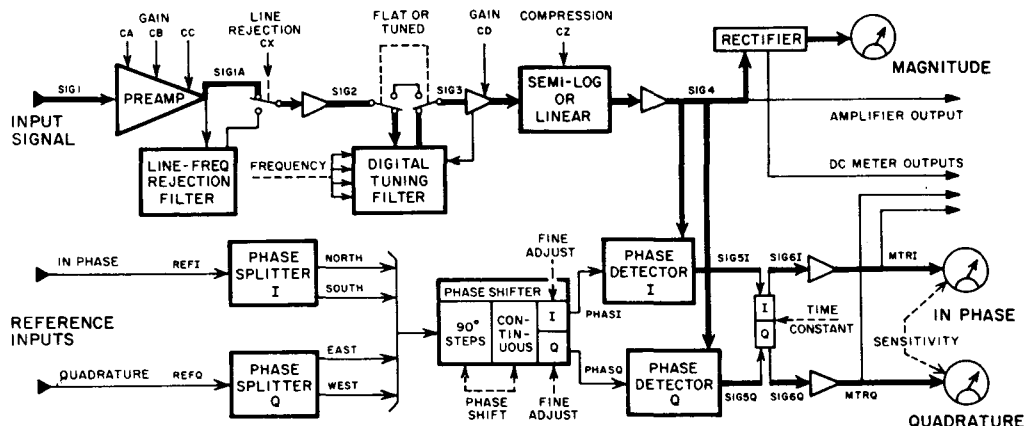 GAIN
CA CB CC
LINE
REJECTION
CX
FLAT OR
TUNED
GAIN
CD
COMPRESSION
CZ
RECTIFIER
MAGNITUDE
SIG1
PREAMP
SIG1A
SIG2
SIG3
SEMI-LOG
OR
LINEAR
SIG4
INPUT
SIGNAL
AMPLIFIER OUTPUT
LINE-FREQ
REJECTION
FILTER
FREQUENCY
DIGITAL
TUNING
FILTER
DC METER OUTPUTS
IN PHASE
REFI
PHASE
SPLITTER
I
NORTH
SOUTH
FINE
ADJUST
PHASE
DETECTOR
I
SIG5I
SIG6I
MTRI
IN PHASE
REFERENCE
INPUTS
PHASE SHIFTER
90°
STEPS
CON-
TIN-
UOUS
I
Q
PHASI
PHASQ
I
Q
TIME
CONSTANT
SENSITIVITY
QUADRATURE
REFQ
PHASE
SPLITTER
Q
EAST
WEST
PHASE
SHIFT
FINE
ADJUST
PHASE
DETECTOR
Q
SIG5Q
SIG6Q
MTRQ
QUADRATURE